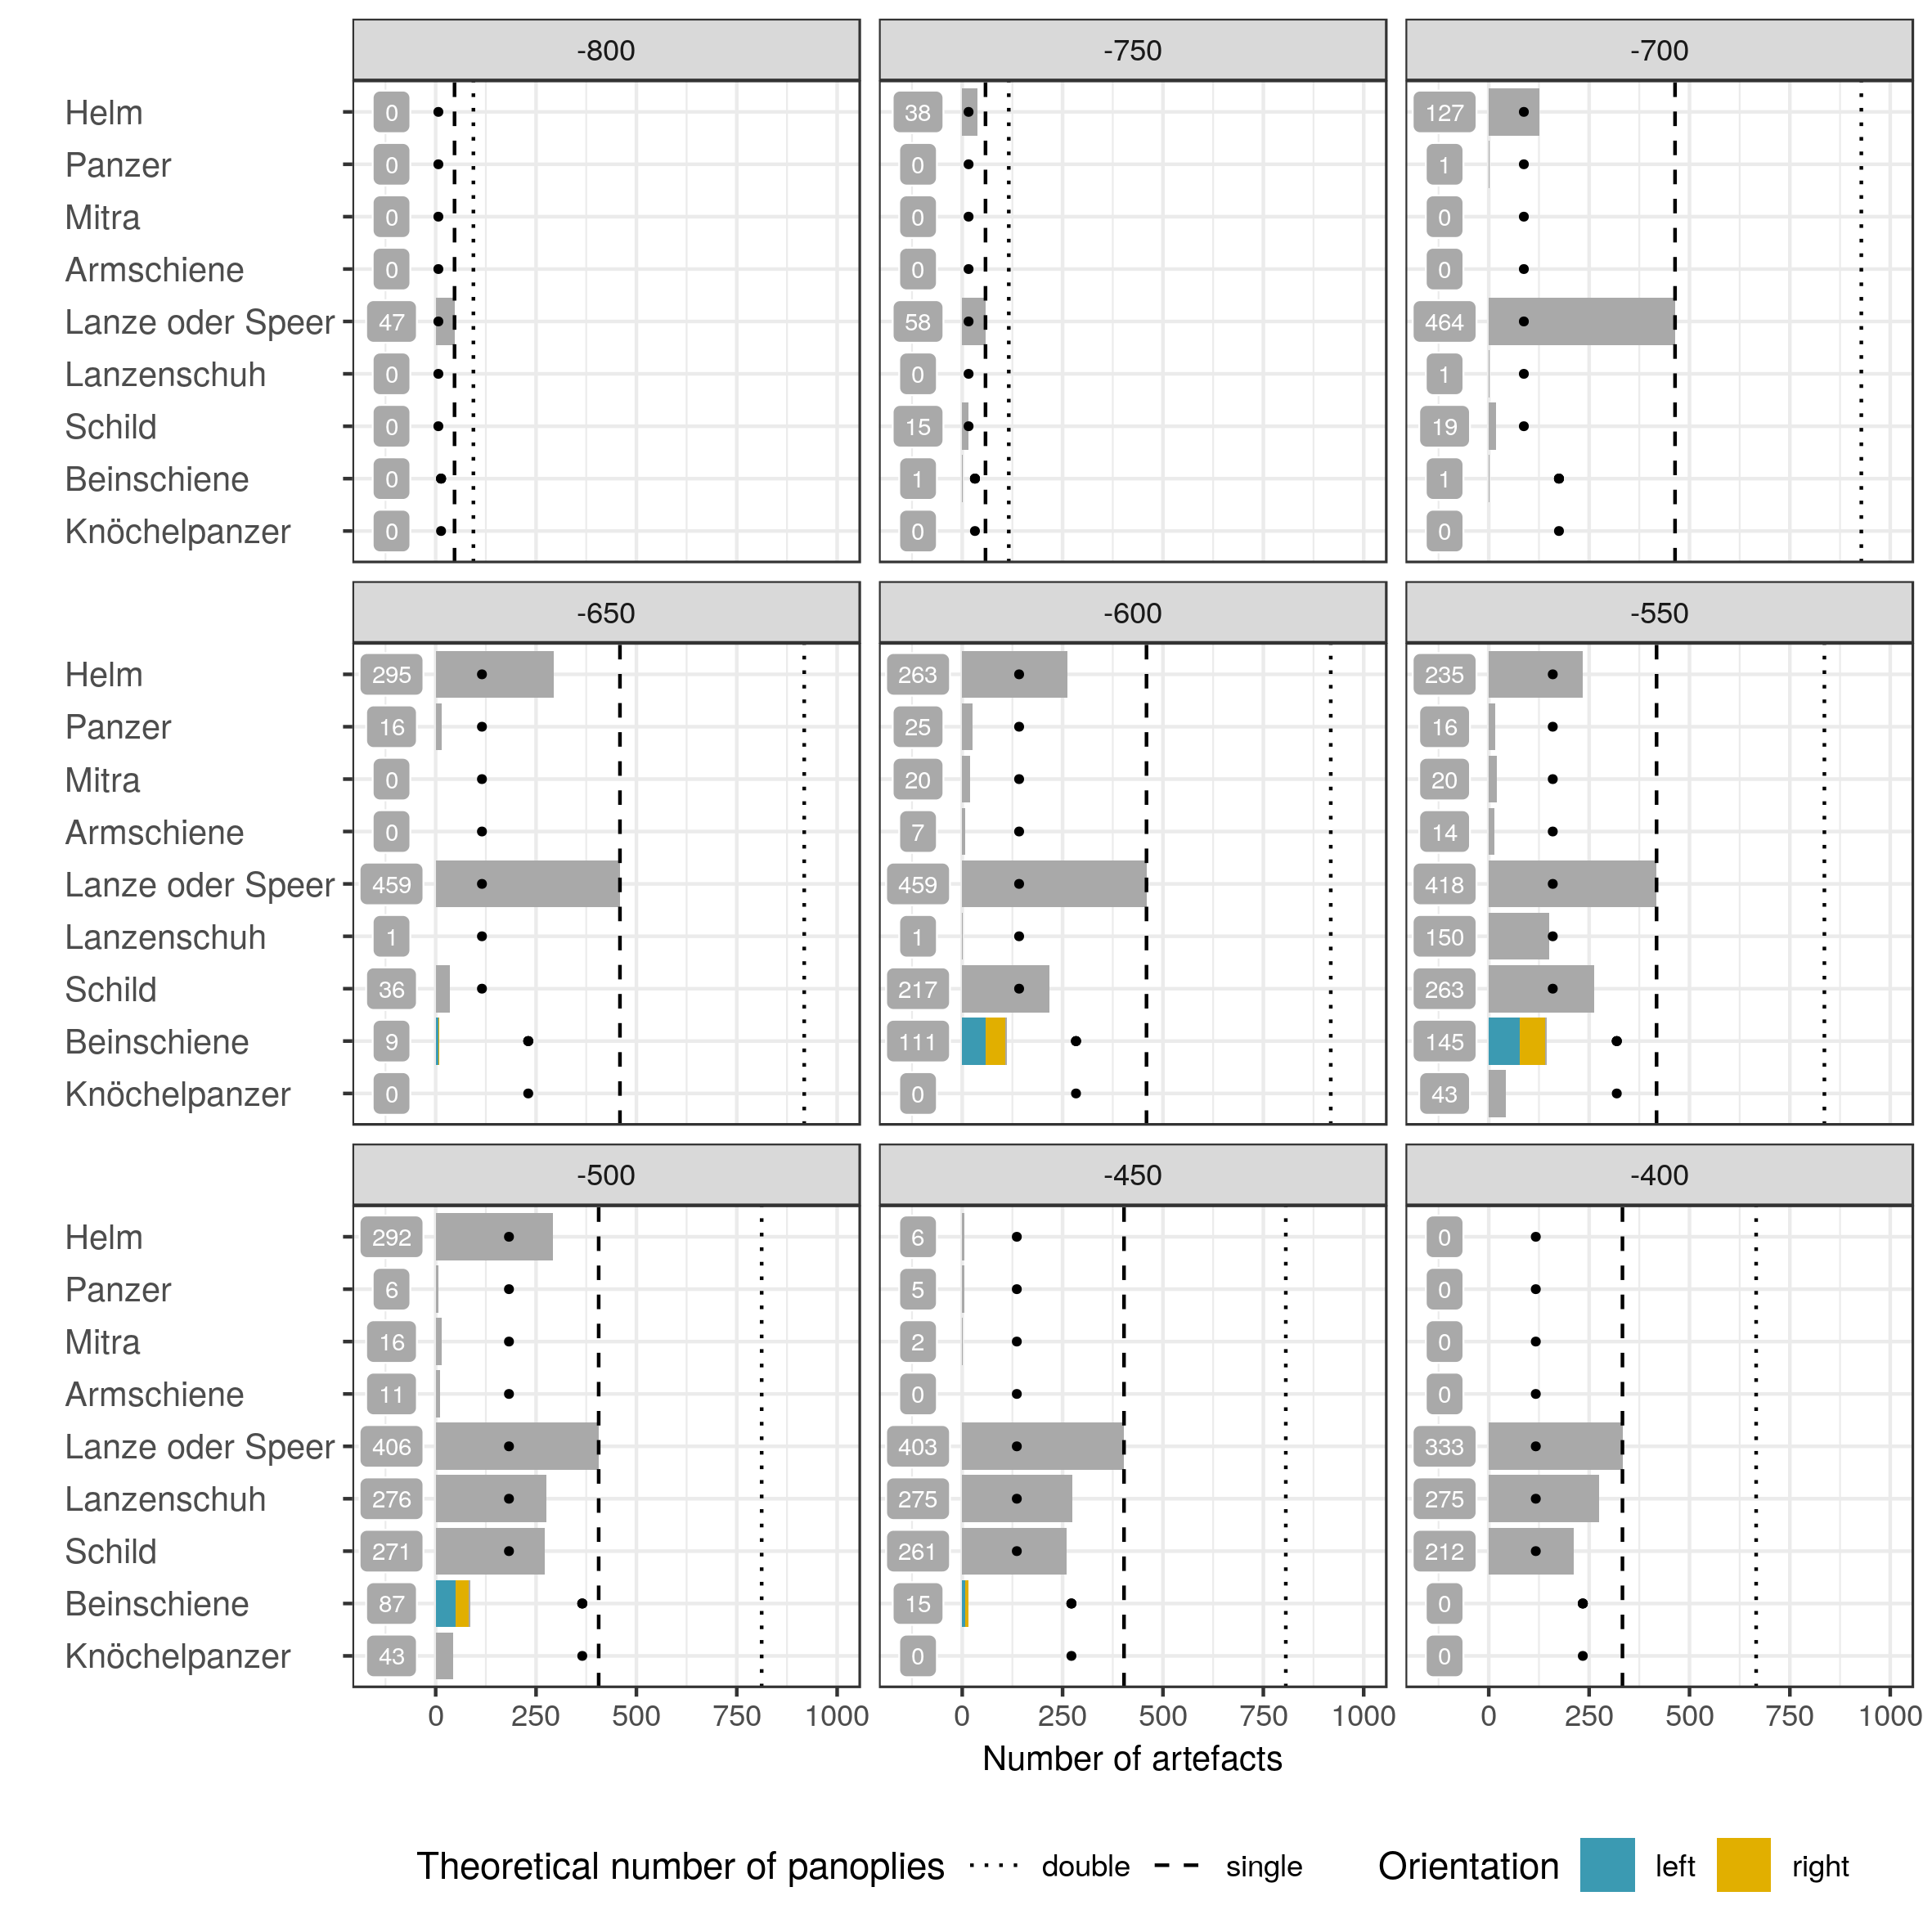 -800 -750 -700
Helm 0 38 127
Panzer 0 0 1
Mitra 0 0 0
Armschiene 0 0 0
Lanze oder Speer 47 58 464
Lanzenschuh 0 0 1
Schild 0 15 19
Beinschiene 0 1 1
Knöchelpanzer 0 0 0
-650 -600 -550
Helm 295 263 235
Panzer 16 25 16
Mitra 0 20 20
Armschiene 0 7 14
Lanze oder Speer 459 459 418
Lanzenschuh 1 1 150
Schild 36 217 263
Beinschiene 9 111 145
Knöchelpanzer 0 0 43
-500 -450 -400
Helm 292 6 0
Panzer 6 5 0
Mitra 16 2 0
Armschiene 11 0 0
Lanze oder Speer 406 403 333
Lanzenschuh 276 275 275
Schild 271 261 212
Beinschiene 87 15 0
Knöchelpanzer 43 0 0
0 250 500 750 1000 0 250 500 750 1000 0 250 500 750 1000
Number of artefacts
Theoretical number of panoplies double single Orientation left right